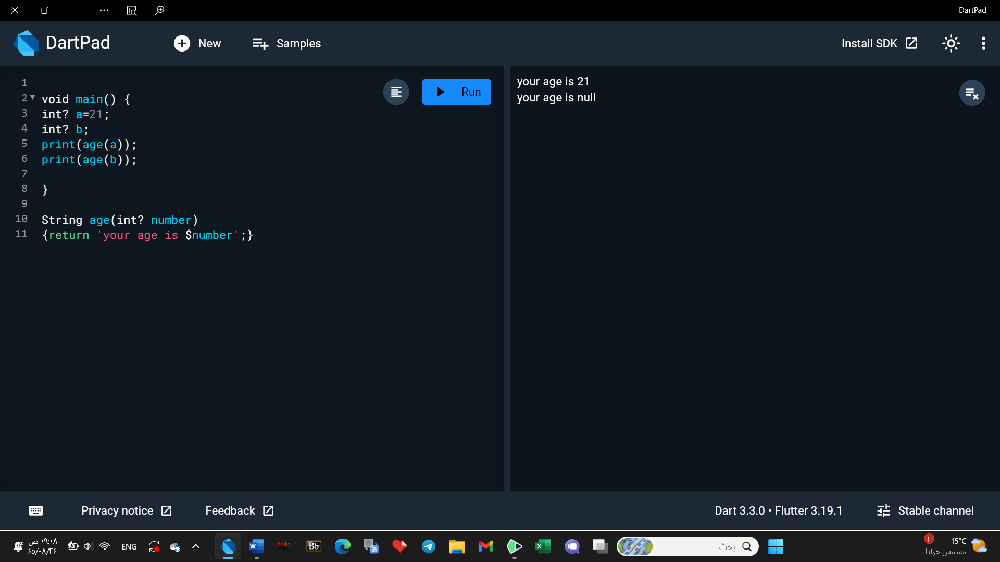 DartPad
DartPad
New
Samples
Install SDK
1
2 void main() {
3 int? a=21;
4 int? b;
5 print(age(a));
6 print(age(b));
7
8 }
9
10 String age(int? number)
11 {return 'your age is $number';}
Run
your age is 21
your age is null
Privacy notice
Feedback
Dart 3.3.0 • Flutter 3.19.1
Stable channel
٠٩:٠٨ ص
٤٥/٠٨/٢٤
ENG
W
Project
Bb
X
بحث
١
15°C
مشمس جزئيًا